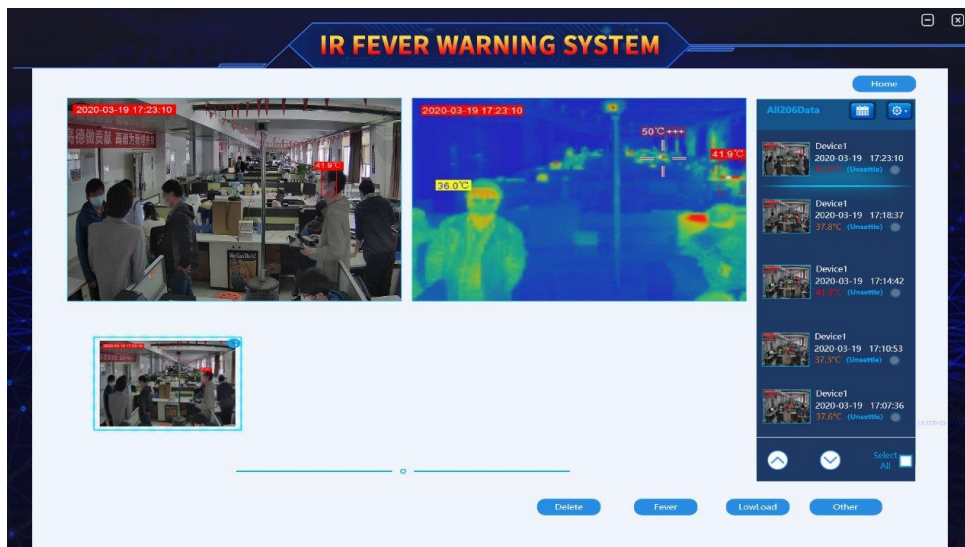 IR FEVER WARNING SYSTEM
Home
2020-03-19 17:23:10
41.9℃
2020-03-19 17:23:10
50℃+++
41.9℃
36.0℃
All206Data
Device1
2020-03-19 17:23:10
(Unsettle)
Device1
2020-03-19 17:18:37
37.8℃ (Unsettle)
Device1
2020-03-19 17:14:42
41.9℃ (Unsettle)
Device1
2020-03-19 17:10:53
37.3℃ (Unsettle)
Device1
2020-03-19 17:07:36
37.6℃ (Unsettle)
Select
All
Delete
Fever
LowLoad
Other